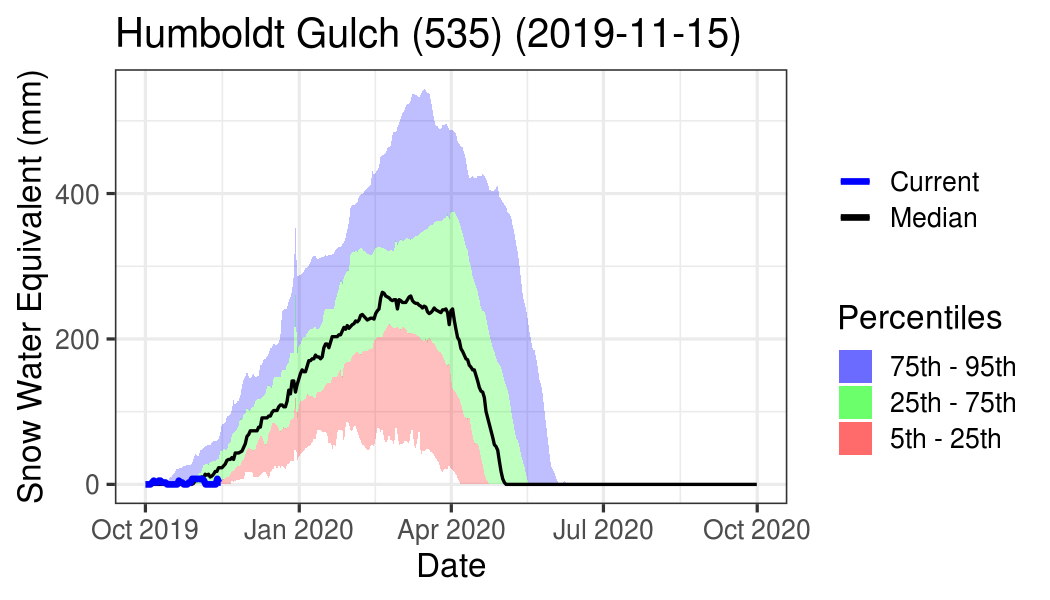 Humboldt Gulch (535) (2019-11-15)
Snow Water Equivalent (mm)
400
200
0
Oct 2019
Jan 2020
Apr 2020
Jul 2020
Oct 2020
Date
Current
Median
Percentiles
75th - 95th
25th - 75th
5th - 25th